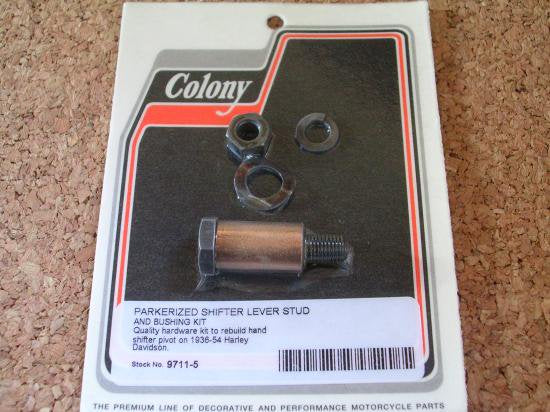 Colony
PARKERIZED SHIFTER LEVER STUD
AND BUSHING KIT
Quality hardware kit to rebuild hand
shifter pivot on 1936-54 Harley
Davidson.
Stock No. 9711-5
THE PREMIUM LINE OF DECORATIVE AND PERFORMANCE MOTORCYCLE PARTS